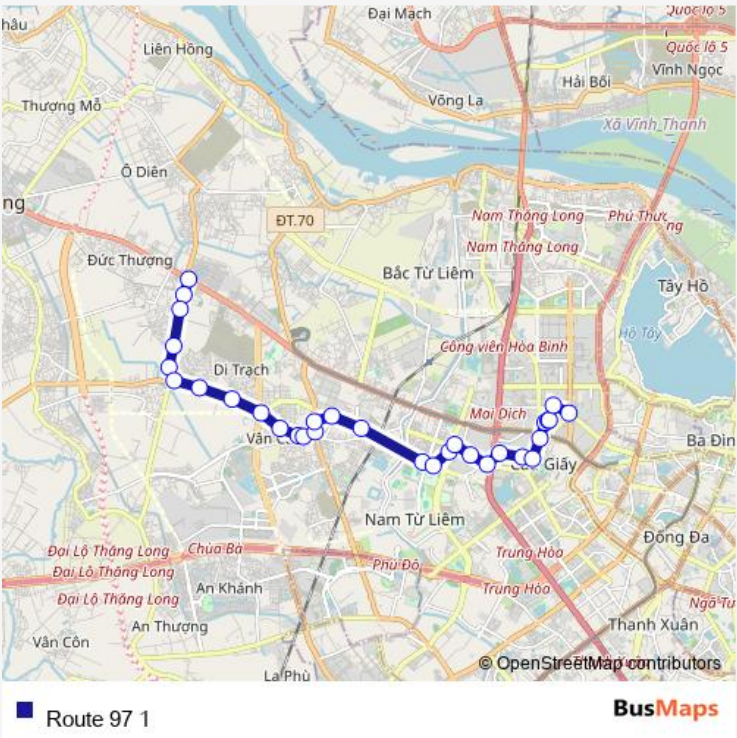 hâu
Đại Mạch
Quốc lộ 5
Liên Hồng
Quốc lộ 5
Vĩnh Ngọc
Hải Bối
Thượng Mỗ
Võng La
Xã Vĩnh Thanh
Ô Diên
ng
ĐT.70
Nam Thăng Long
Phú Thượng
Nam Thăng Long
Đức Thượng
Bắc Từ Liêm
Tây Hồ
Hồ Tây
Công viên Hòa Bình
Di Trạch
Mai Dịch
Vân C
Ba Đìn
Giấy
Nam Từ Liêm
Đống Đa
Đại Lộ Thăng Long
Chùa Bà
Trung Hòa
Đại Lộ Thăng Long
Phú Đô
An Khánh
Trung Hòa
Đại Lộ Thăng Long
Ngã Tư
An Thượng
Thanh Xuân
Vân Côn
La Phù
© OpenStreetMap contributors
Route 97 1
BusMaps